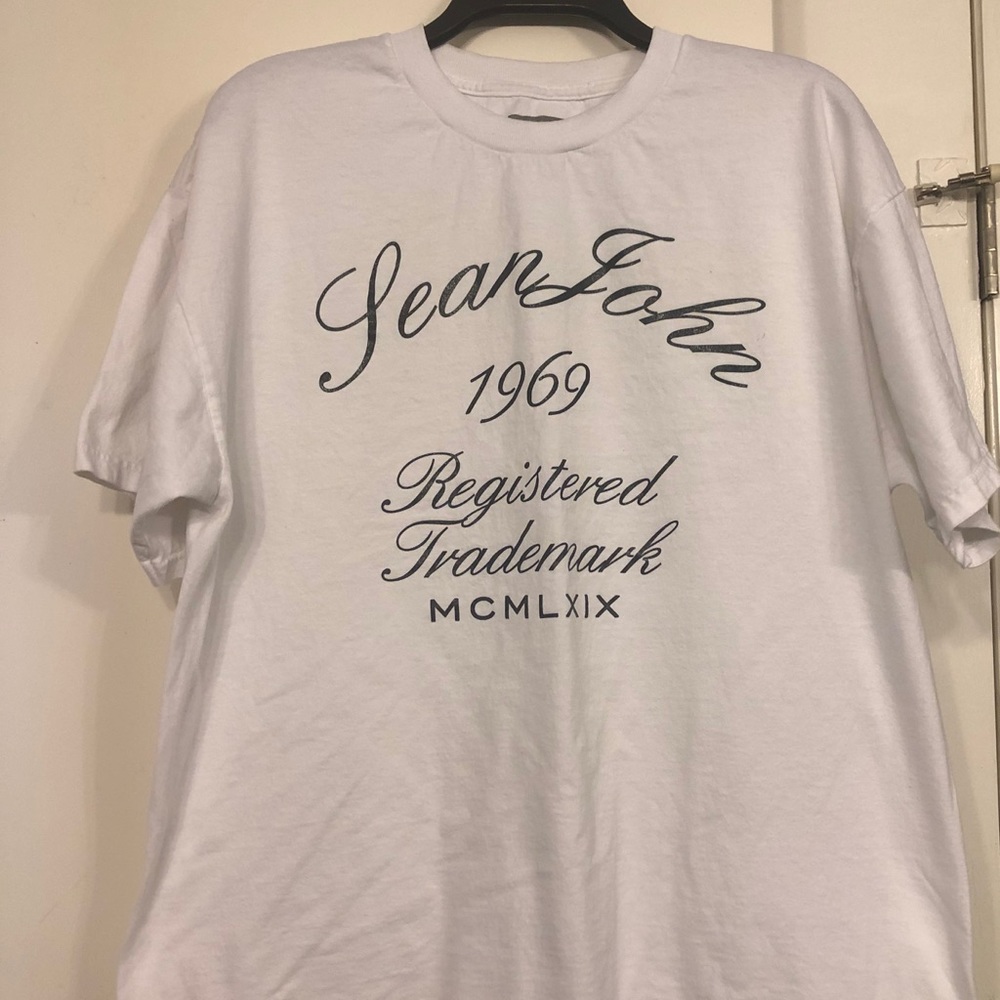 Sean John
1969
Registered
Trademark
MCMLXIX